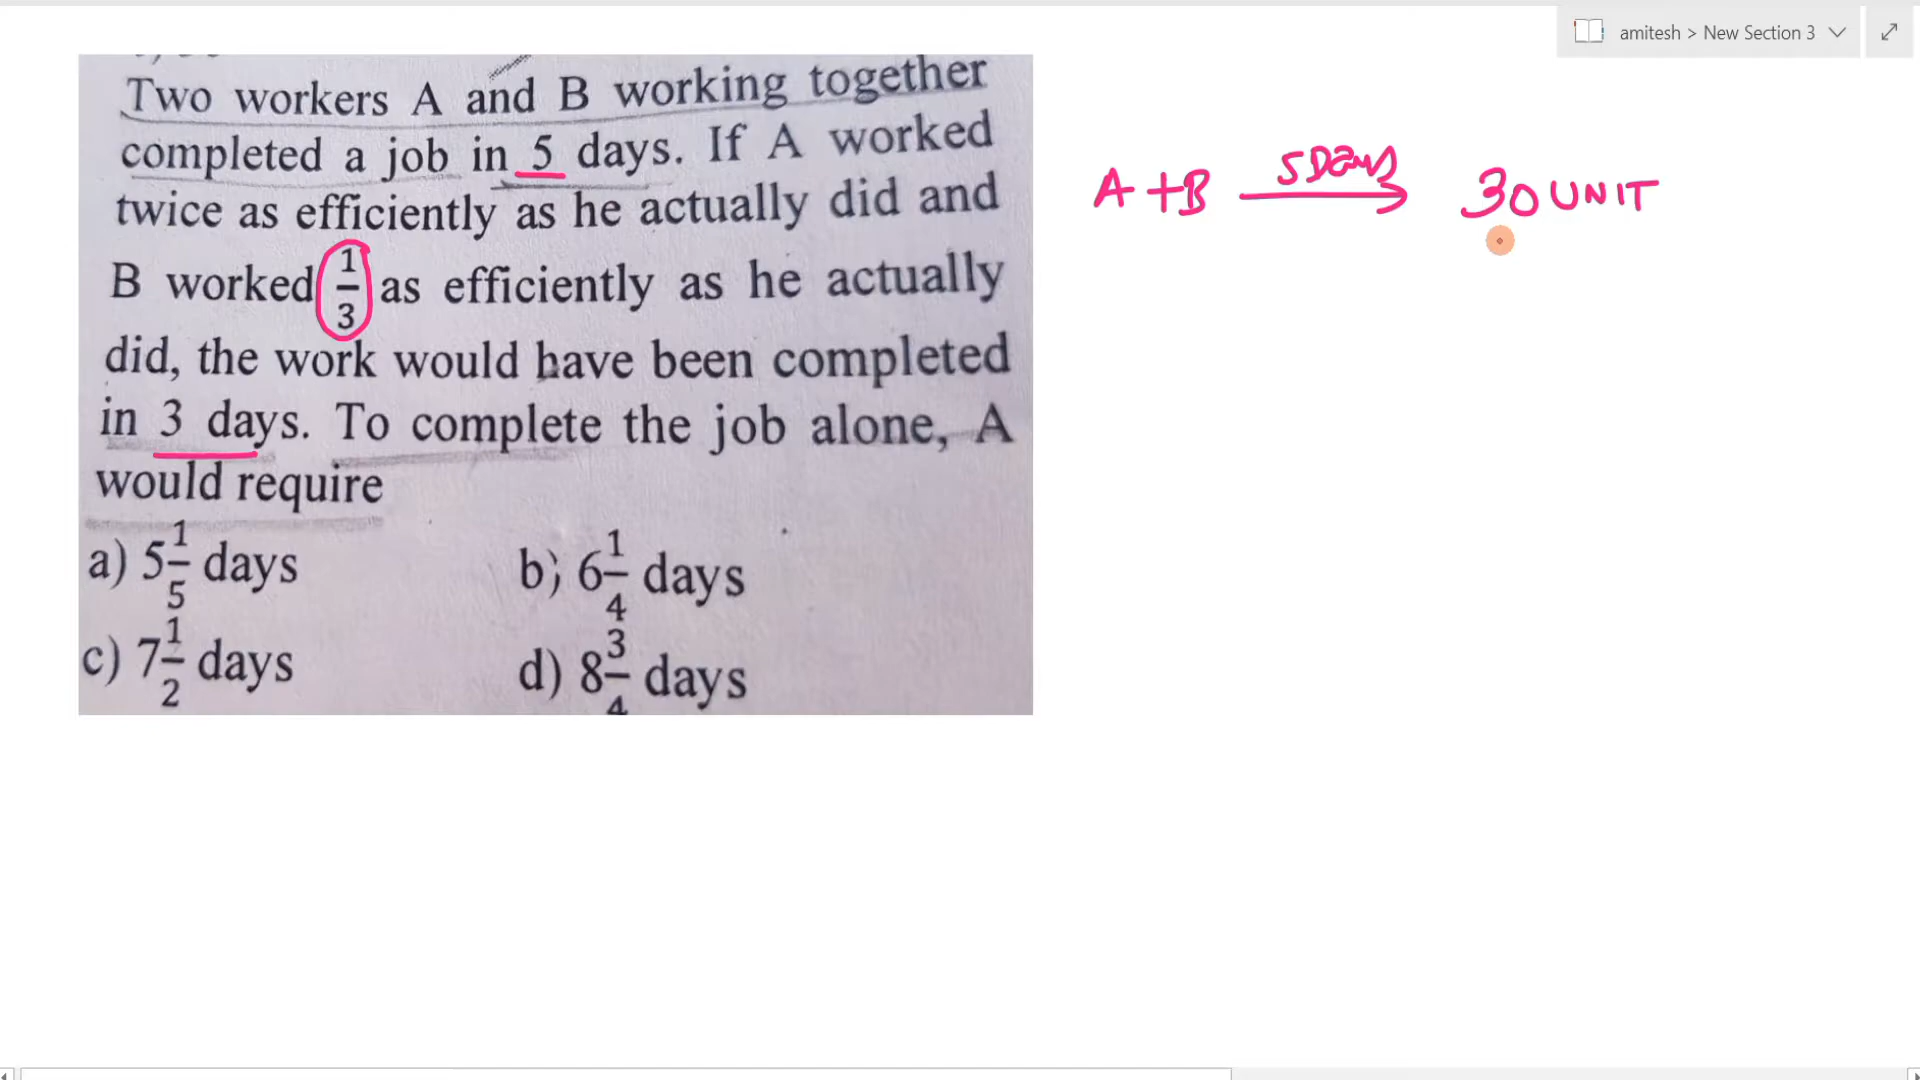 amitesh > New Section 3
Two workers A and B working together
completed a job in 5 days. If A worked
twice as efficiently as he actually did and
B worked 1/3 as efficiently as he actually
did, the work would have been completed
in 3 days. To complete the job alone, A
would require
a) 5 1/5 days
b) 6 1/4 days
c) 7 1/2 days
d) 8 3/4 days
A+B 5 Days → 30 UNIT